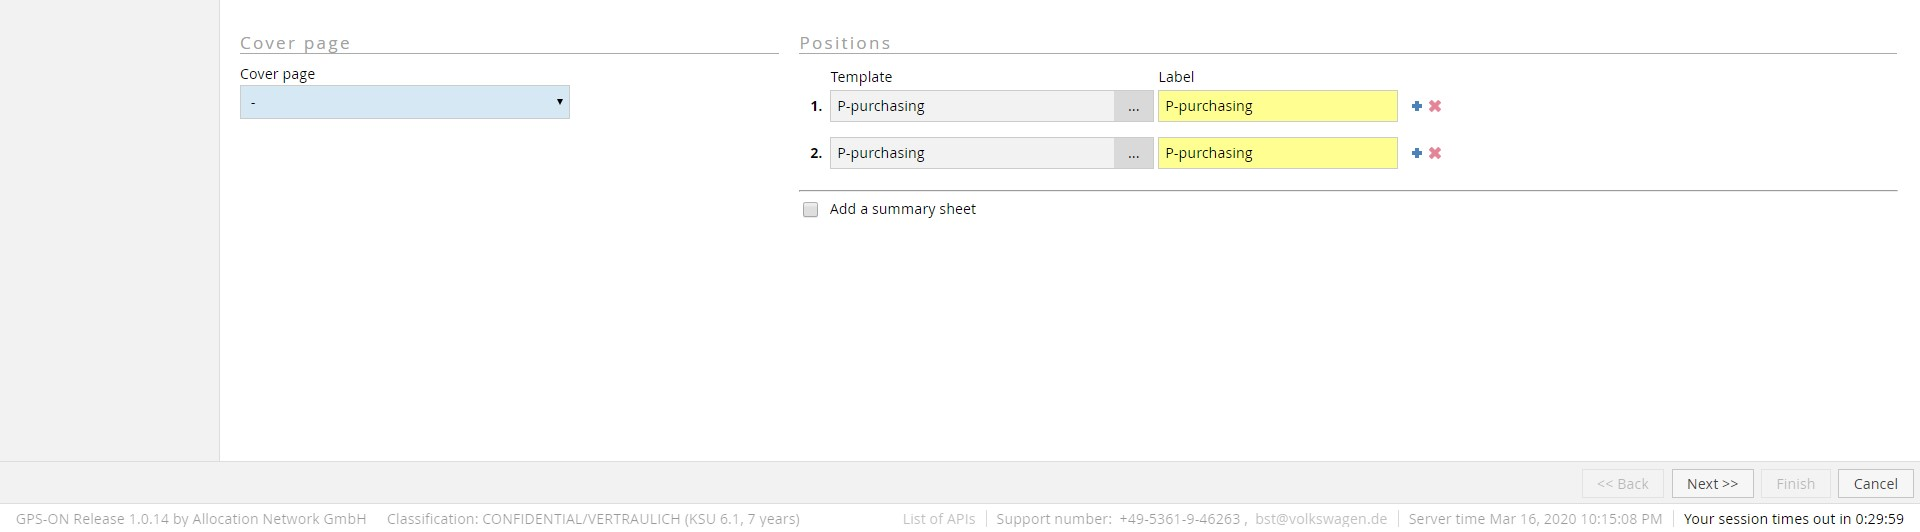 Cover page
Cover page
-
Positions
Template Label
1. P-purchasing ... P-purchasing
2. P-purchasing ... P-purchasing
Add a summary sheet
<< Back Next >> Finish Cancel
GPS-ON Release 1.0.14 by Allocation Network GmbH Classification: CONFIDENTIAL/VERTRAULICH (KSU 6.1, 7 years) List of APIs Support number: +49-5361-9-46263 , bst@volkswagen.de Server time Mar 16, 2020 10:15:08 PM Your session times out in 0:29:59